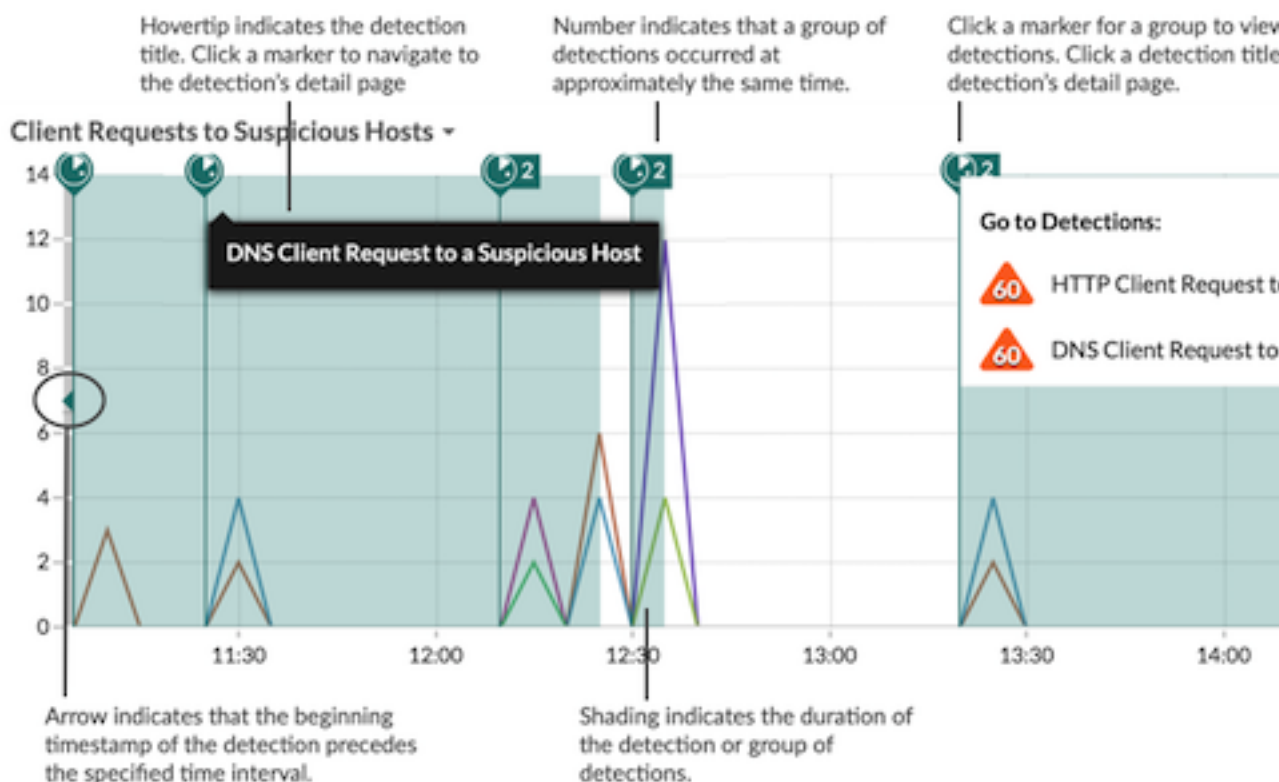 Hovertip indicates the detection
title. Click a marker to navigate to
the detection's detail page
Number indicates that a group of
detections occurred at
approximately the same time.
Click a marker for a group to view
detections. Click a detection title
detection's detail page.
Client Requests to Suspicious Hosts
14
12
10
8
6
4
2
0
2
2
2
DNS Client Request to a Suspicious Host
Go to Detections:
60 HTTP Client Request to
60 DNS Client Request to
11:30 12:00 12:30 13:00 13:30 14:00
Arrow indicates that the beginning
timestamp of the detection precedes
the specified time interval.
Shading indicates the duration of
the detection or group of
detections.